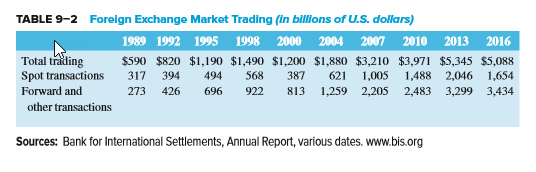 TABLE 9–2 Foreign Exchange Market Trading (in billions of U.S. dollars)
1989 1992 1995 1998 2000 2004 2007 2010 2013 2016
Total trading $590 $820 $1,190 $1,490 $1,200 $1,880 $3,210 $3,971 $5,345 $5,088
Spot transactions 317 394 494 568 387 621 1,005 1,488 2,046 1,654
Forward and 273 426 696 922 813 1,259 2,205 2,483 3,299 3,434
other transactions
Sources: Bank for International Settlements, Annual Report, various dates. www.bis.org